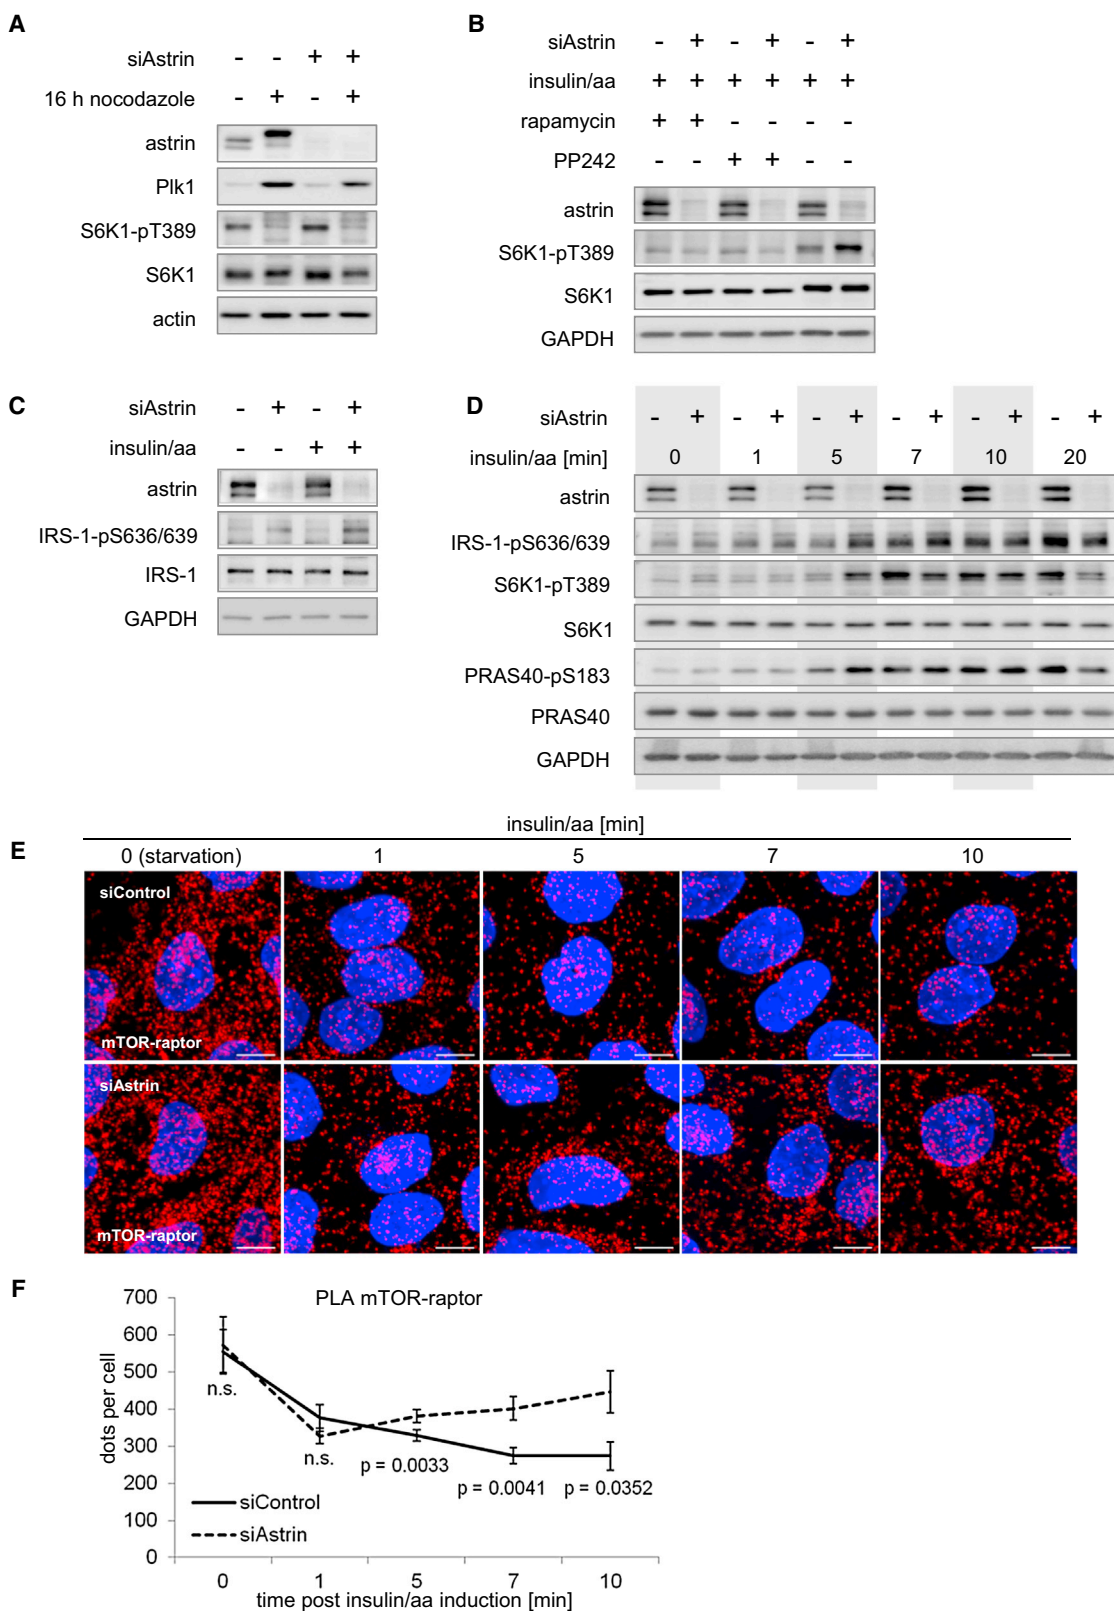 A
siAstrin - - + +
16 h nocodazole - + - +
astrin
Plk1
S6K1-pT389
S6K1
actin
B
siAstrin - + - + - +
insulin/aa + + + + + +
rapamycin + + - - - -
PP242 - - + + - -
astrin
S6K1-pT389
S6K1
GAPDH
C
siAstrin - + - +
insulin/aa - - + +
astrin
IRS-1-pS636/639
IRS-1
GAPDH
D
siAstrin - + - + - + - + - + - +
insulin/aa [min] 0 1 5 7 10 20
astrin
IRS-1-pS636/639
S6K1-pT389
S6K1
PRAS40-pS183
PRAS40
GAPDH
insulin/aa [min]
E
0 (starvation) 1 5 7 10
siControl
mTOR-raptor
siAstrin
mTOR-raptor
F
PLA mTOR-raptor
dots per cell
700
600
500
400
300
200
100
0
n.s.
n.s.
p = 0.0033
p = 0.0041
p = 0.0352
siControl
siAstrin
0 1 5 7 10
time post insulin/aa induction [min]